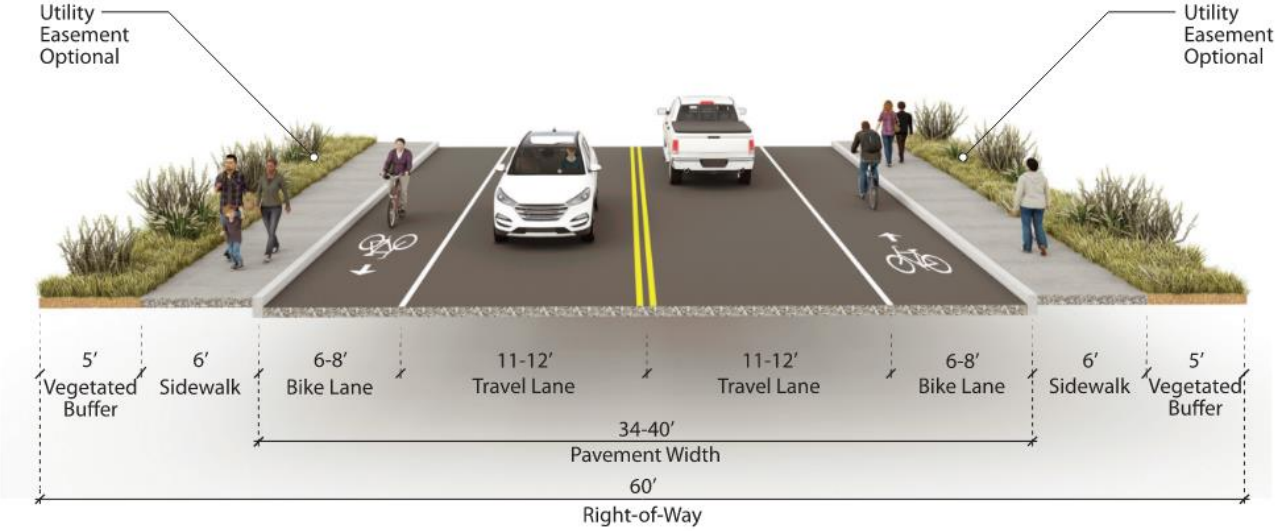 Utility
Easement
Optional
Utility
Easement
Optional
5’ 6’ 6-8’ 11-12’ 11-12’ 6-8’ 6’ 5’
Vegetated Sidewalk Bike Lane Travel Lane Travel Lane Bike Lane Sidewalk Vegetated
Buffer Buffer
34-40’
Pavement Width
60’
Right-of-Way